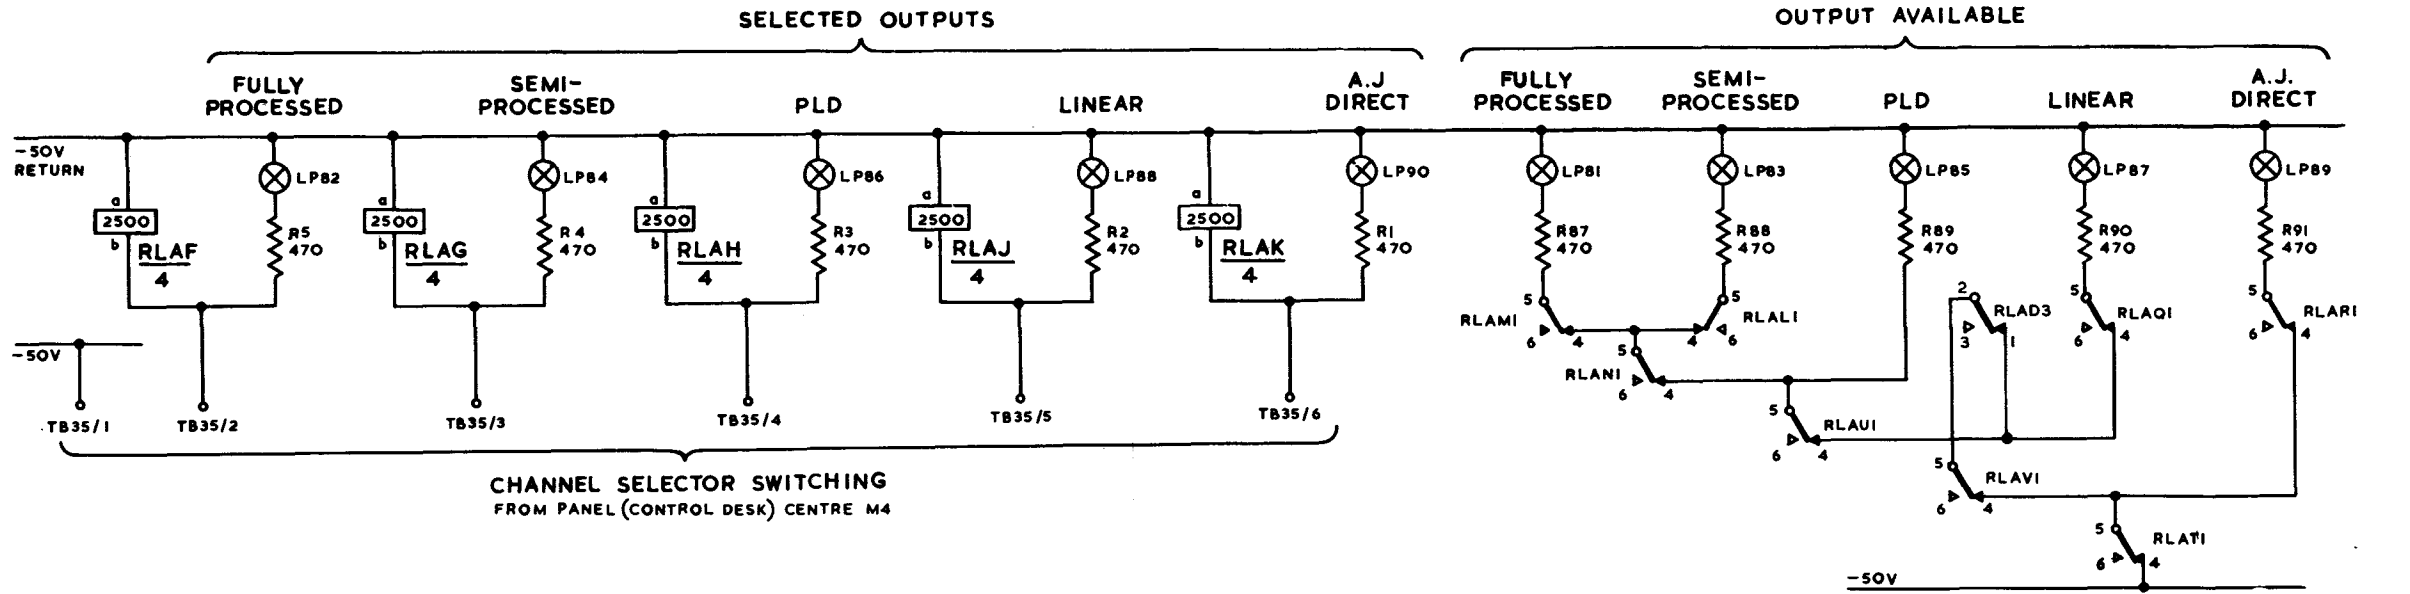 SELECTED OUTPUTS
OUTPUT AVAILABLE
FULLY PROCESSED
SEMI-PROCESSED
PLD
LINEAR
A.J DIRECT
FULLY PROCESSED
SEMI-PROCESSED
PLD
LINEAR
A.J. DIRECT
-50V
RETURN
a
2500
b
RLAF
4
LP82
R5
470
a
2500
b
RLAG
4
LP84
R4
470
a
2500
b
RLAH
4
LP86
R3
470
a
2500
b
RLAJ
4
LP88
R2
470
a
2500
b
RLAK
4
LP90
R1
470
LP81
R87
470
LP83
R88
470
LP85
R89
470
LP87
R90
470
LP89
R91
470
5
RLAM1
6
4
5
RLAL1
4
6
5
RLAN1
6
4
5
RLAU1
6
4
2
RLAD3
3
1
5
RLAQ1
6
4
5
RLAR1
6
4
5
RLAV1
6
4
5
RLAT1
6
4
-50V
-50V
TB35/1
TB35/2
TB35/3
TB35/4
TB35/5
TB35/6
CHANNEL SELECTOR SWITCHING
FROM PANEL (CONTROL DESK) CENTRE M4